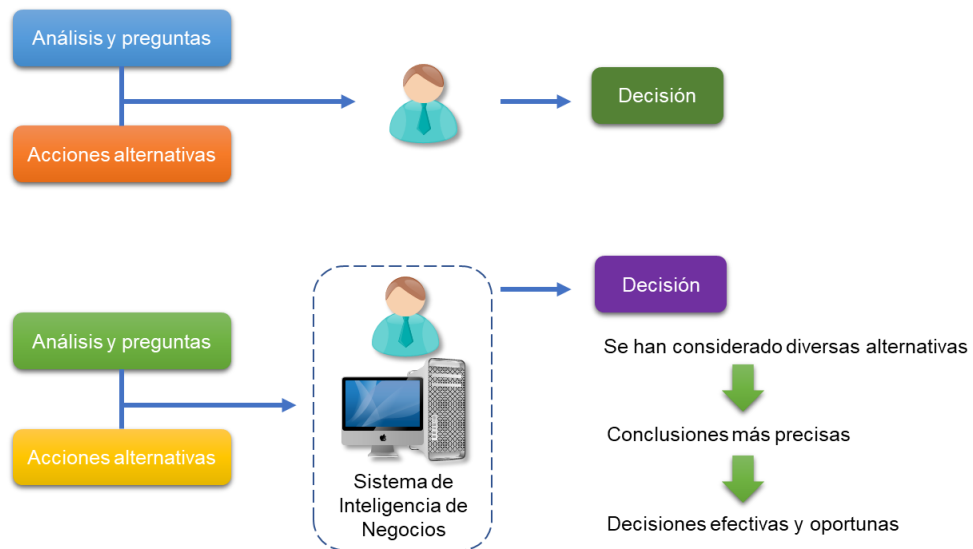 Análisis y preguntas
Acciones alternativas
Decisión
Análisis y preguntas
Acciones alternativas
Sistema de
Inteligencia de
Negocios
Decisión
Se han considerado diversas alternativas
Conclusiones más precisas
Decisiones efectivas y oportunas